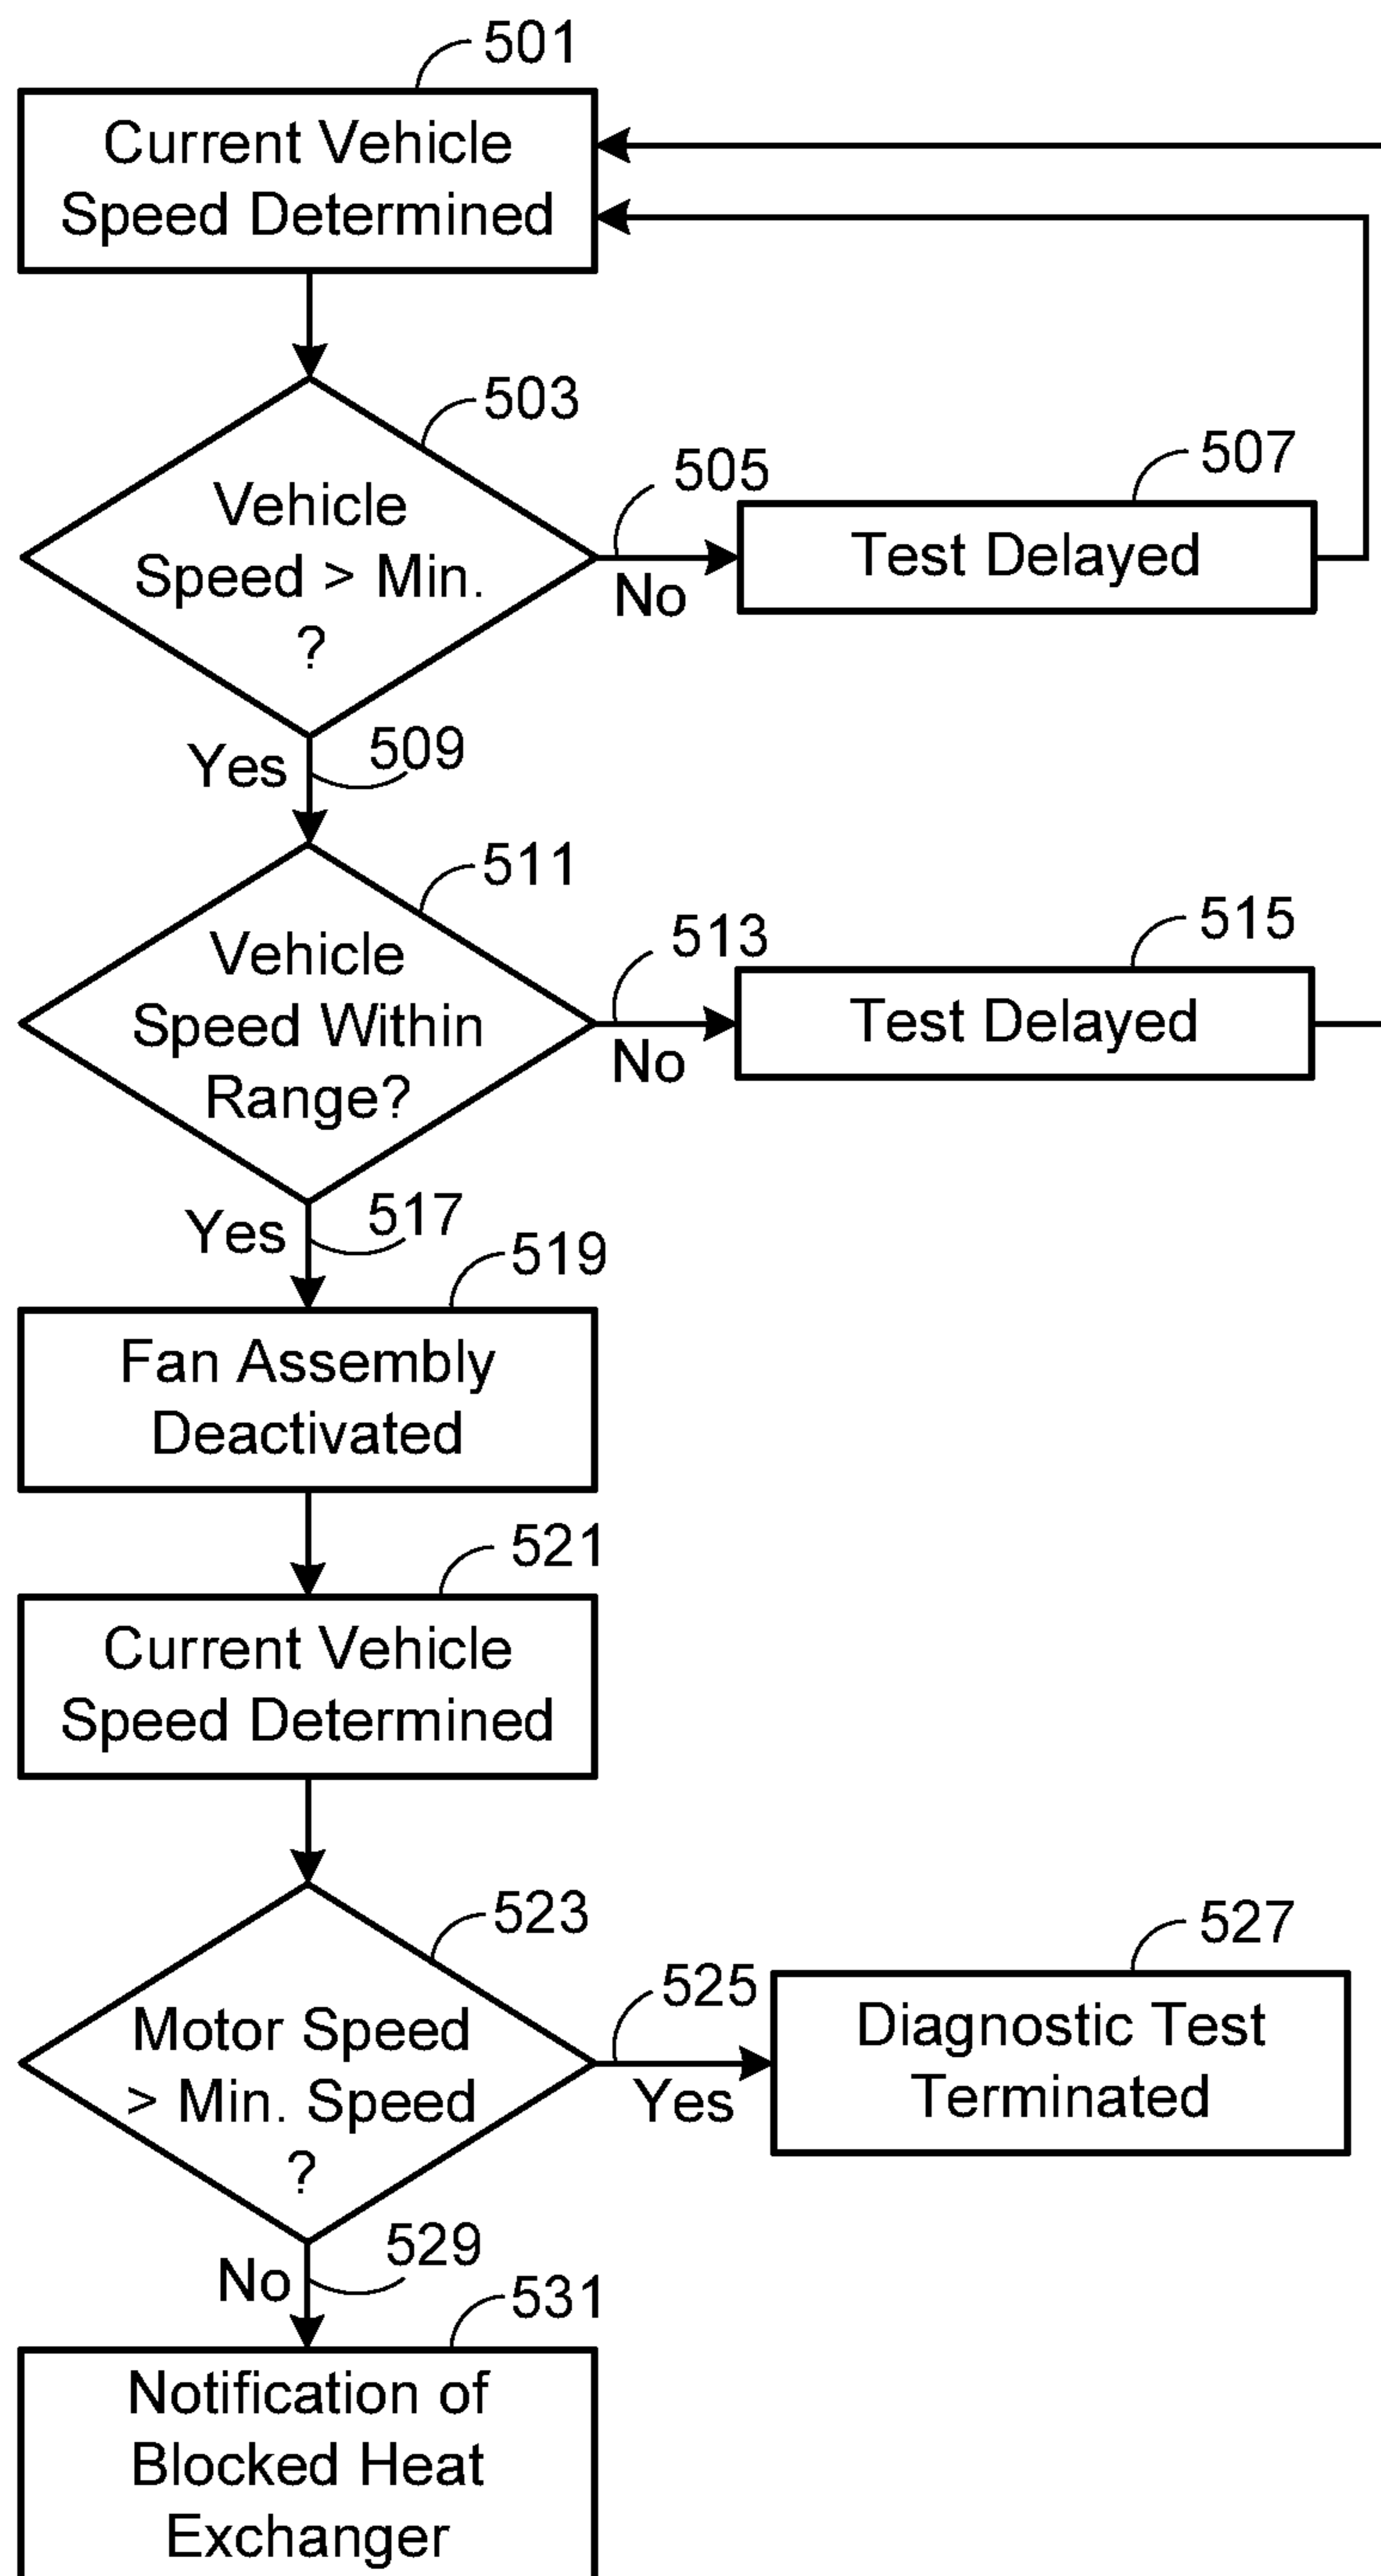 501
Current Vehicle
Speed Determined
503
Vehicle
Speed > Min.
?
505
No
507
Test Delayed
Yes
509
511
Vehicle
Speed Within
Range?
513
No
515
Test Delayed
Yes
517
519
Fan Assembly
Deactivated
521
Current Vehicle
Speed Determined
523
Motor Speed
> Min. Speed
?
525
Yes
527
Diagnostic Test
Terminated
No
529
531
Notification of
Blocked Heat
Exchanger